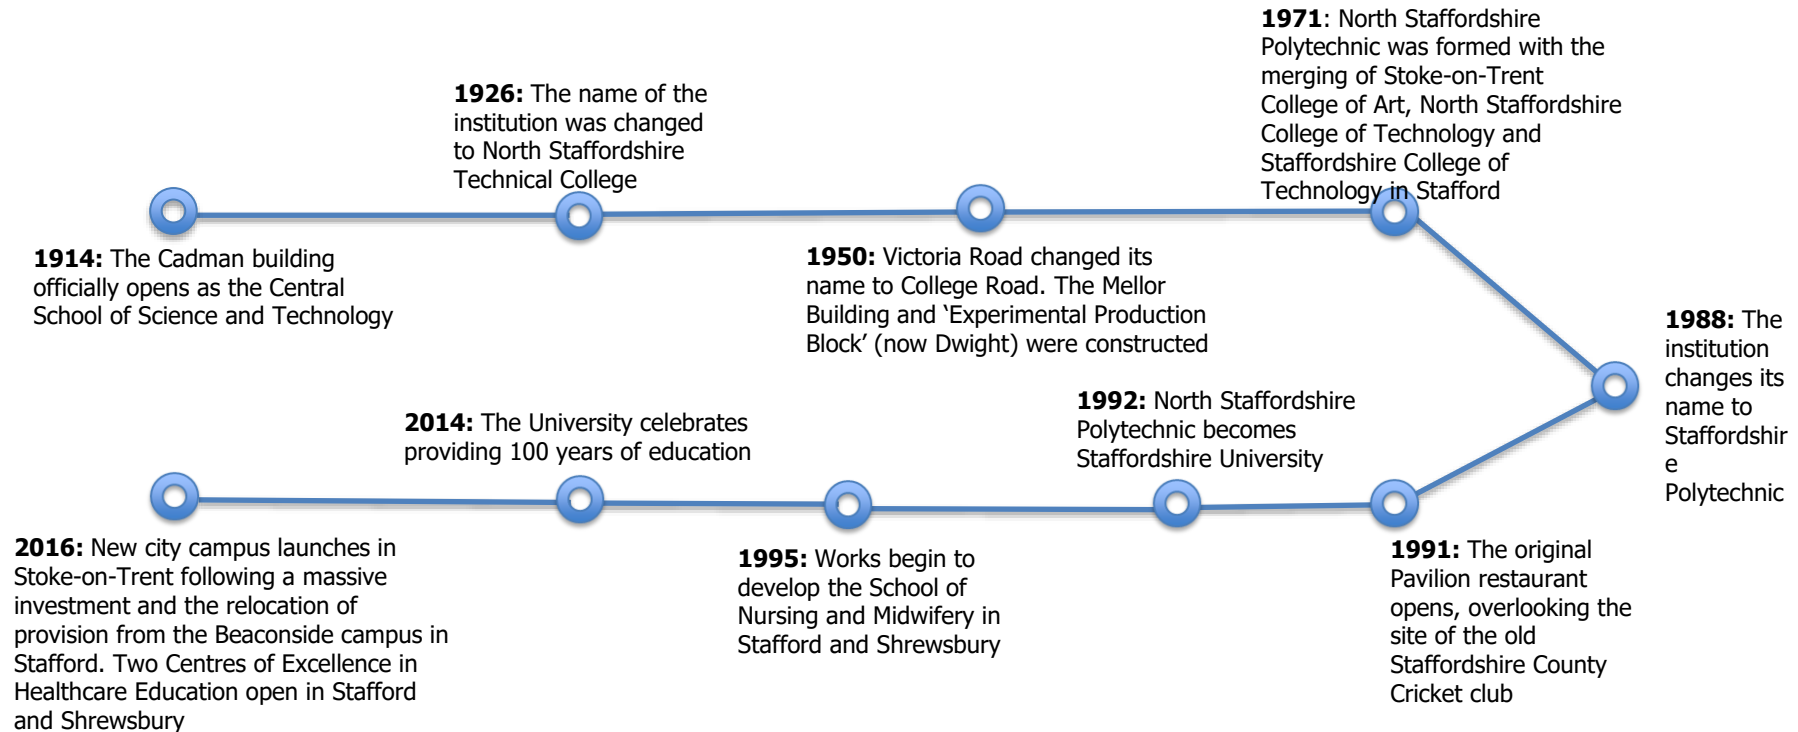 1914: The Cadman building
officially opens as the Central
School of Science and Technology
1926: The name of the
institution was changed
to North Staffordshire
Technical College
1950: Victoria Road changed its
name to College Road. The Mellor
Building and ‘Experimental Production
Block’ (now Dwight) were constructed
1971: North Staffordshire
Polytechnic was formed with the
merging of Stoke-on-Trent
College of Art, North Staffordshire
College of Technology and
Staffordshire College of
Technology in Stafford
1988: The
institution
changes its
name to
Staffordshir
e
Polytechnic
1991: The original
Pavilion restaurant
opens, overlooking the
site of the old
Staffordshire County
Cricket club
1992: North Staffordshire
Polytechnic becomes
Staffordshire University
1995: Works begin to
develop the School of
Nursing and Midwifery in
Stafford and Shrewsbury
2014: The University celebrates
providing 100 years of education
2016: New city campus launches in
Stoke-on-Trent following a massive
investment and the relocation of
provision from the Beaconside campus in
Stafford. Two Centres of Excellence in
Healthcare Education open in Stafford
and Shrewsbury